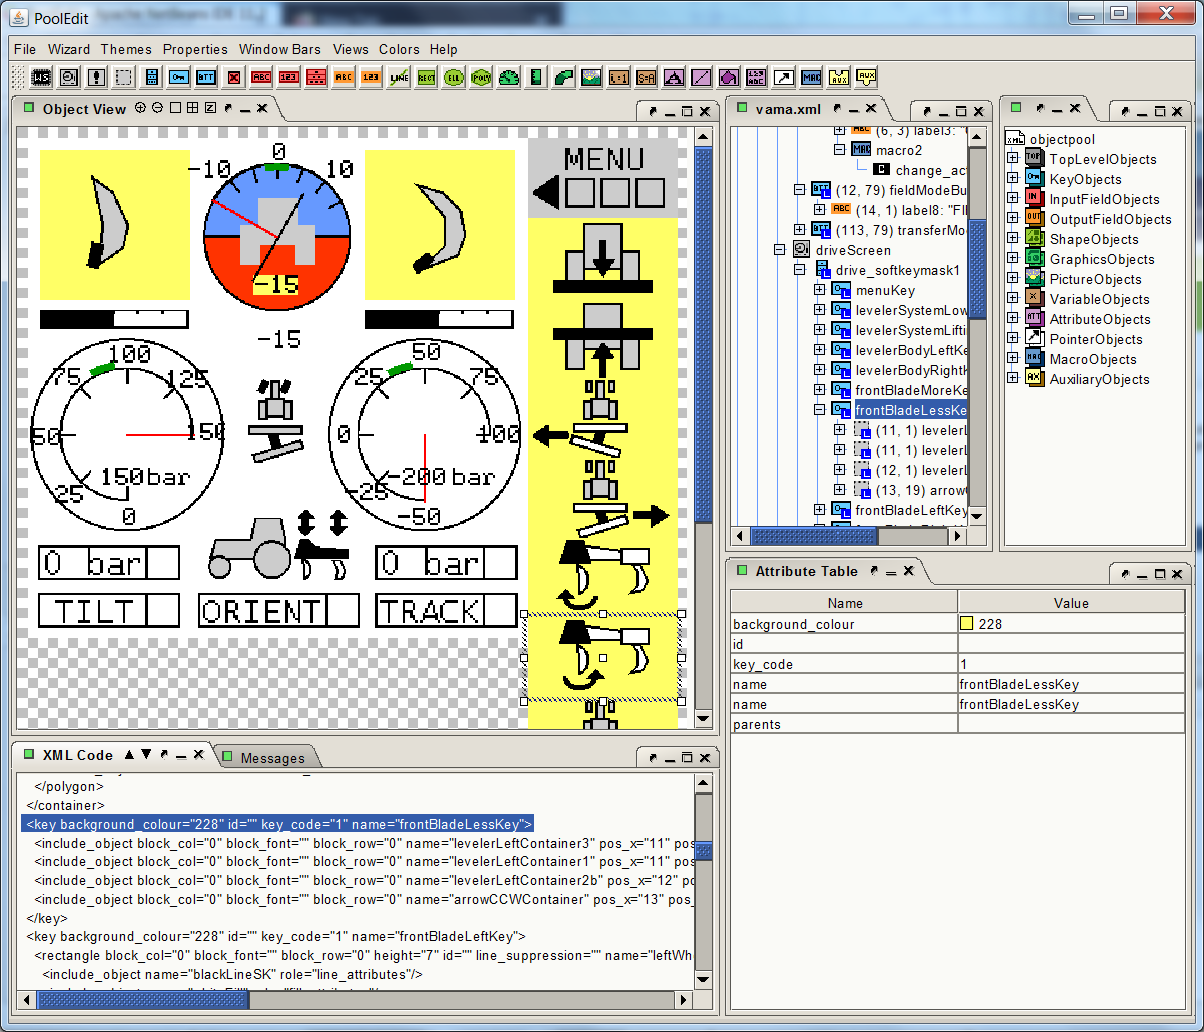 PoolEdit
File Wizard Themes Properties Window Bars Views Colors Help
Object View
vama.xml
0
-10 10
-15
-15
MENU
100
75 125
50 150
25
0
150bar
50
25 75
0 100
-25
-50
-200bar
0 bar
0 bar
TILT
ORIENT
TRACK
(6, 3) label3: "
macro2
change_ac
(12, 79) fieldModeBu
(14, 1) label8: "FI
(113, 79) transferMo
driveScreen
drive_softkeymask1
menuKey
levelerSystemLow
levelerSystemLifti
levelerBodyLeftKe
levelerBodyRightK
frontBladeMoreKe
frontBladeLessKe
(11, 1) levelerL
(11, 1) levelerL
(12, 1) levelerL
(13, 19) arrowC
frontBladeLeftKey
objectpool
TopLevelObjects
KeyObjects
InputFieldObjects
OutputFieldObjects
ShapeObjects
GraphicsObjects
PictureObjects
VariableObjects
AttributeObjects
PointerObjects
MacroObjects
AuxiliaryObjects
Attribute Table
Name Value
background_colour 228
id
key_code 1
name frontBladeLessKey
name frontBladeLessKey
parents
XML Code
Messages
</polygon>
</container>
<key background_colour="228" id="" key_code="1" name="frontBladeLessKey">
<include_object block_col="0" block_font="" block_row="0" name="levelerLeftContainer3" pos_x="11" pos
<include_object block_col="0" block_font="" block_row="0" name="levelerLeftContainer1" pos_x="11" pos
<include_object block_col="0" block_font="" block_row="0" name="levelerLeftContainer2b" pos_x="12" po
<include_object block_col="0" block_font="" block_row="0" name="arrowCCWContainer" pos_x="13" pos_
</key>
<key background_colour="228" id="" key_code="1" name="frontBladeLeftKey">
<rectangle block_col="0" block_font="" block_row="0" height="7" id="" line_suppression="" name="leftWh
<include_object name="blackLineSK" role="line_attributes"/>